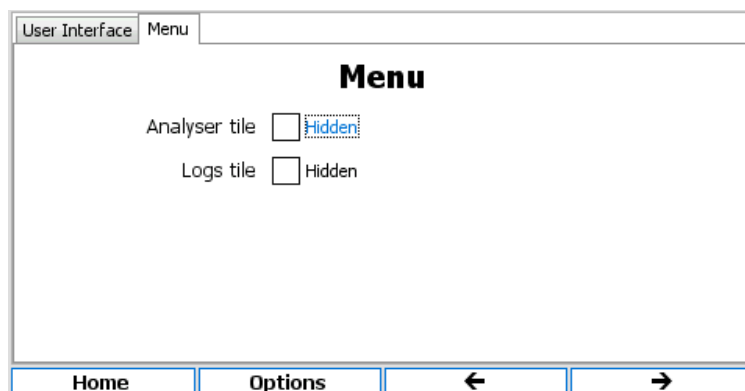 User Interface Menu
Menu
Analyser tile Hidden
Logs tile Hidden
Home Options ← →